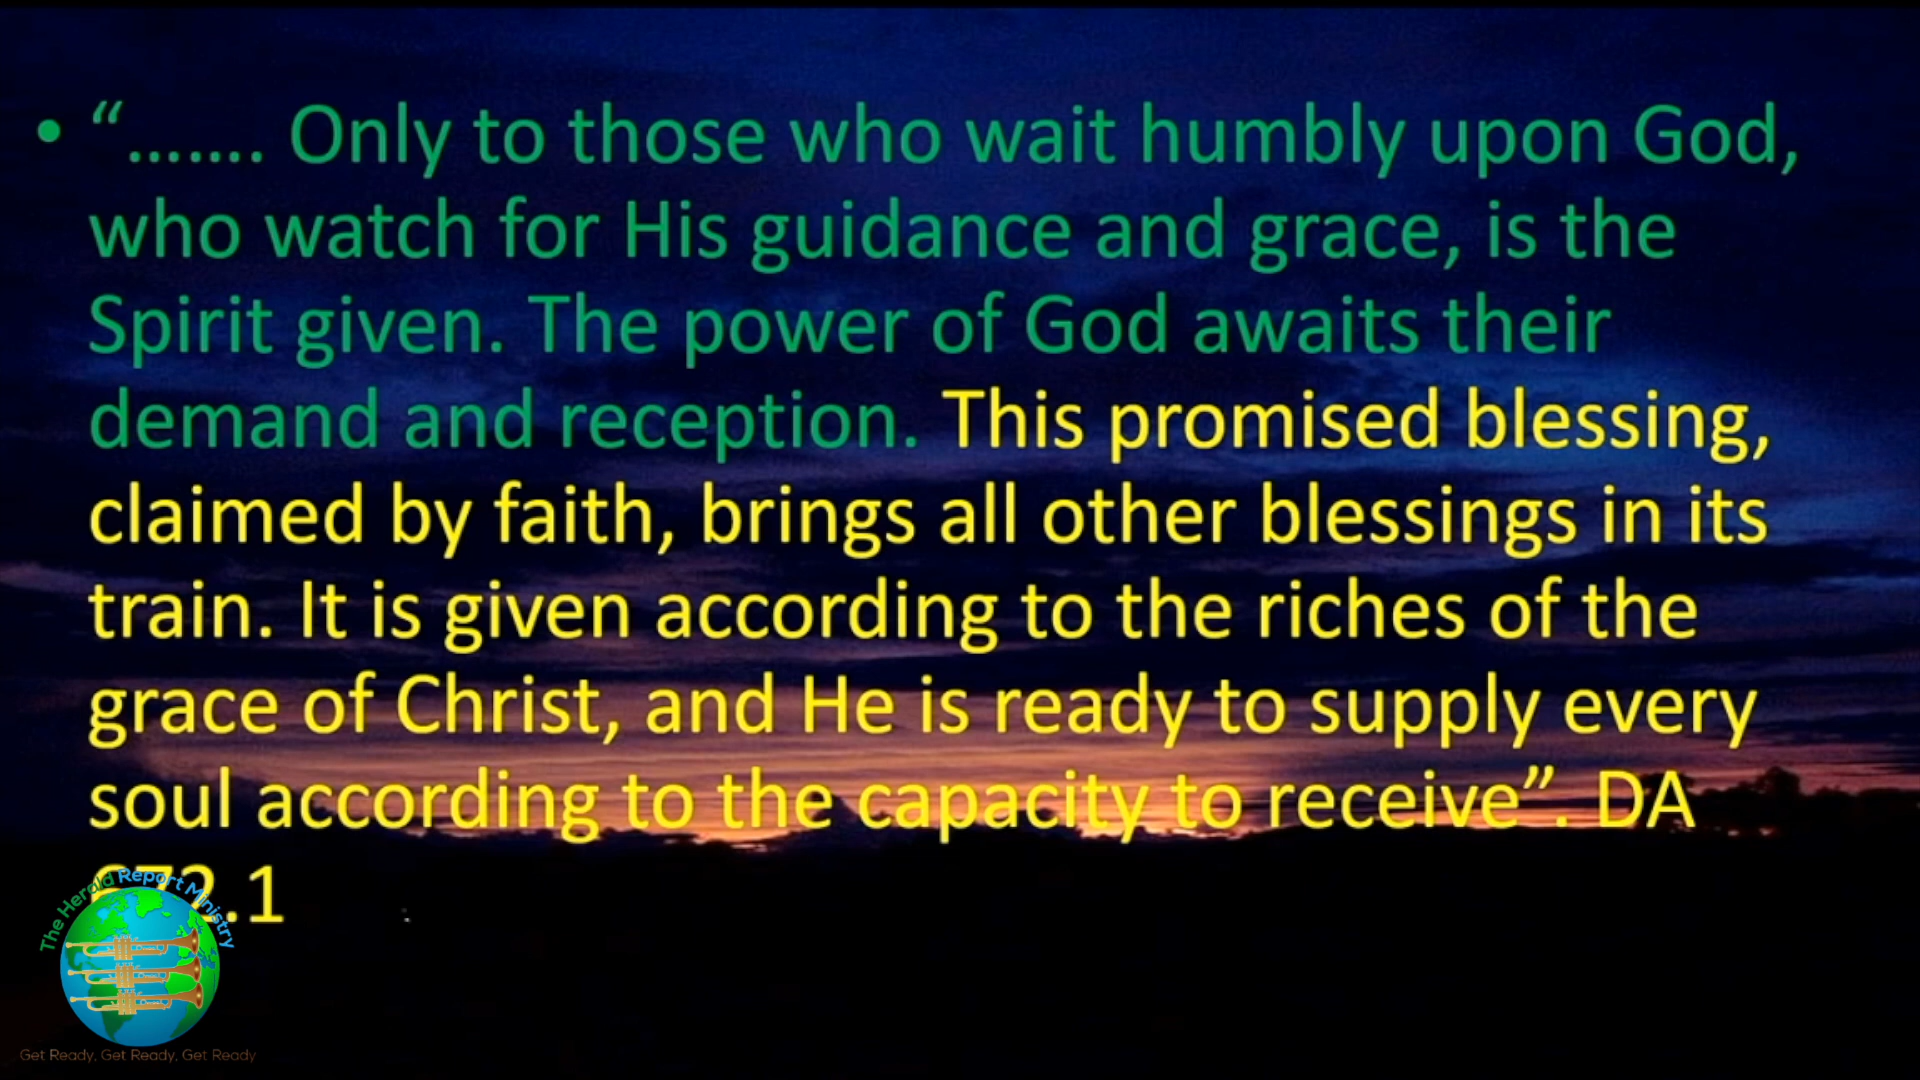 • “……. Only to those who wait humbly upon God,
who watch for His guidance and grace, is the
Spirit given. The power of God awaits their
demand and reception. This promised blessing,
claimed by faith, brings all other blessings in its
train. It is given according to the riches of the
grace of Christ, and He is ready to supply every
soul according to the capacity to receive”. DA
672.1
The Herald Report Ministry
Get Ready, Get Ready, Get Ready